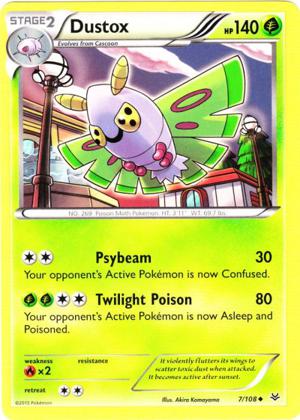 STAGE2 Dustox HP 140
Evolves from Cascoon
NO. 269 Poison Moth Pokémon HT. 3'11" WT. 69.7 lbs.
Psybeam 30
Your opponent's Active Pokémon is now Confused.
Twilight Poison 80
Your opponent's Active Pokémon is now Asleep and
Poisoned.
weakness resistance
×2
retreat
It violently flutters its wings to
scatter toxic dust when attacked.
It becomes active after sunset.
©2015 Pokémon
Illus. Akira Komayama
7/108